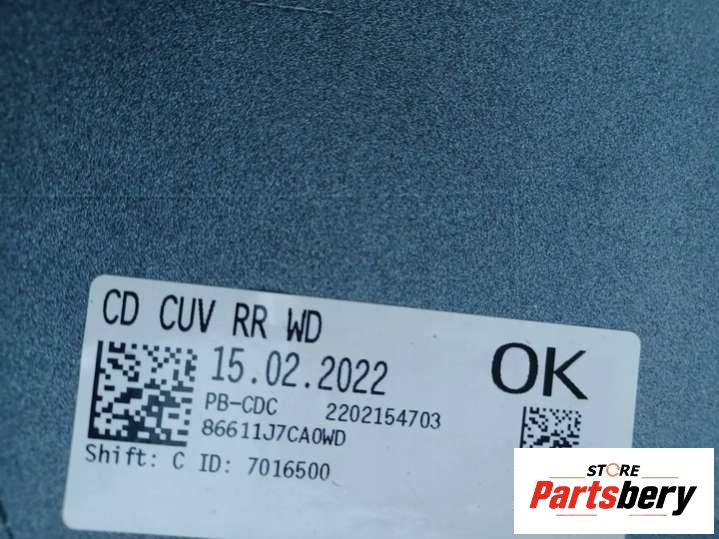 CD CUV RR WD
15.02.2022
OK
PB-CDC 2202154703
86611J7CA0WD
Shift: C ID: 7016500
STORE
Partsbery